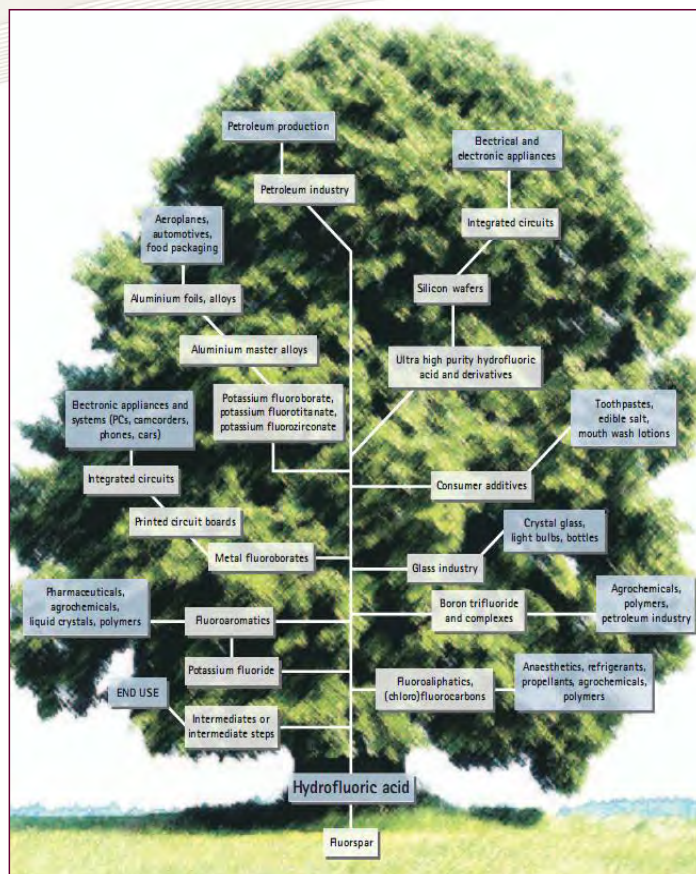 Petroleum production
Electrical and
electronic appliances
Petroleum industry
Aeroplanes,
automotives,
food packaging
Integrated circuits
Silicon wafers
Aluminium foils, alloys
Aluminium master alloys
Ultra high purity hydrofluoric
acid and derivatives
Potassium fluoroborate,
potassium fluorotitanate,
potassium fluorozirconate
Electronic appliances and
systems (PCs, camcorders,
phones, cars)
Toothpastes,
edible salt,
mouth wash lotions
Integrated circuits
Consumer additives
Printed circuit boards
Crystal glass,
light bulbs, bottles
Metal fluoroborates
Glass industry
Pharmaceuticals,
agrochemicals,
liquid crystals, polymers
Fluoroaromatics
Boron trifluoride
and complexes
Agrochemicals,
polymers,
petroleum industry
Potassium fluoride
Fluoroaliphatics,
(chloro)fluorocarbons
Anaesthetics, refrigerants,
propellants, agrochemicals,
polymers
END USE
Intermediates or
intermediate steps
Hydrofluoric acid
Fluorspar